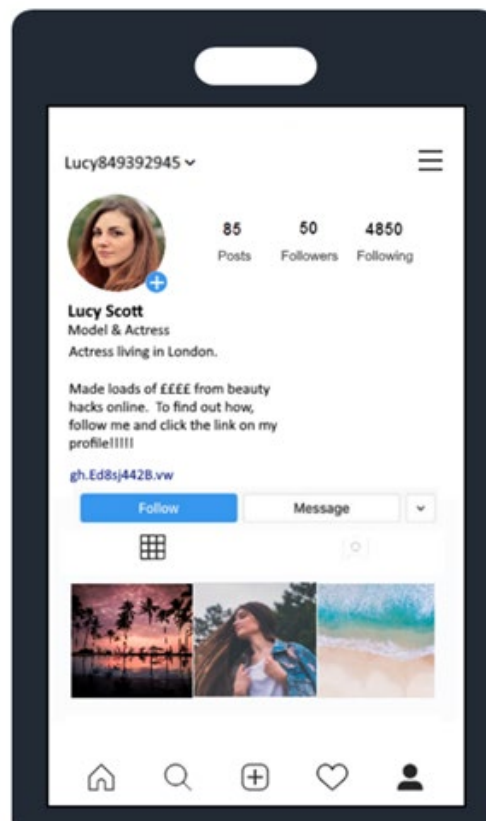 Lucy849392945
85 50 4850
Posts Followers Following
Lucy Scott
Model & Actress
Actress living in London.
Made loads of ££££ from beauty
hacks online. To find out how,
follow me and click the link on my
profile!!!!!
gh.Ed8sj442B.vw
Follow Message